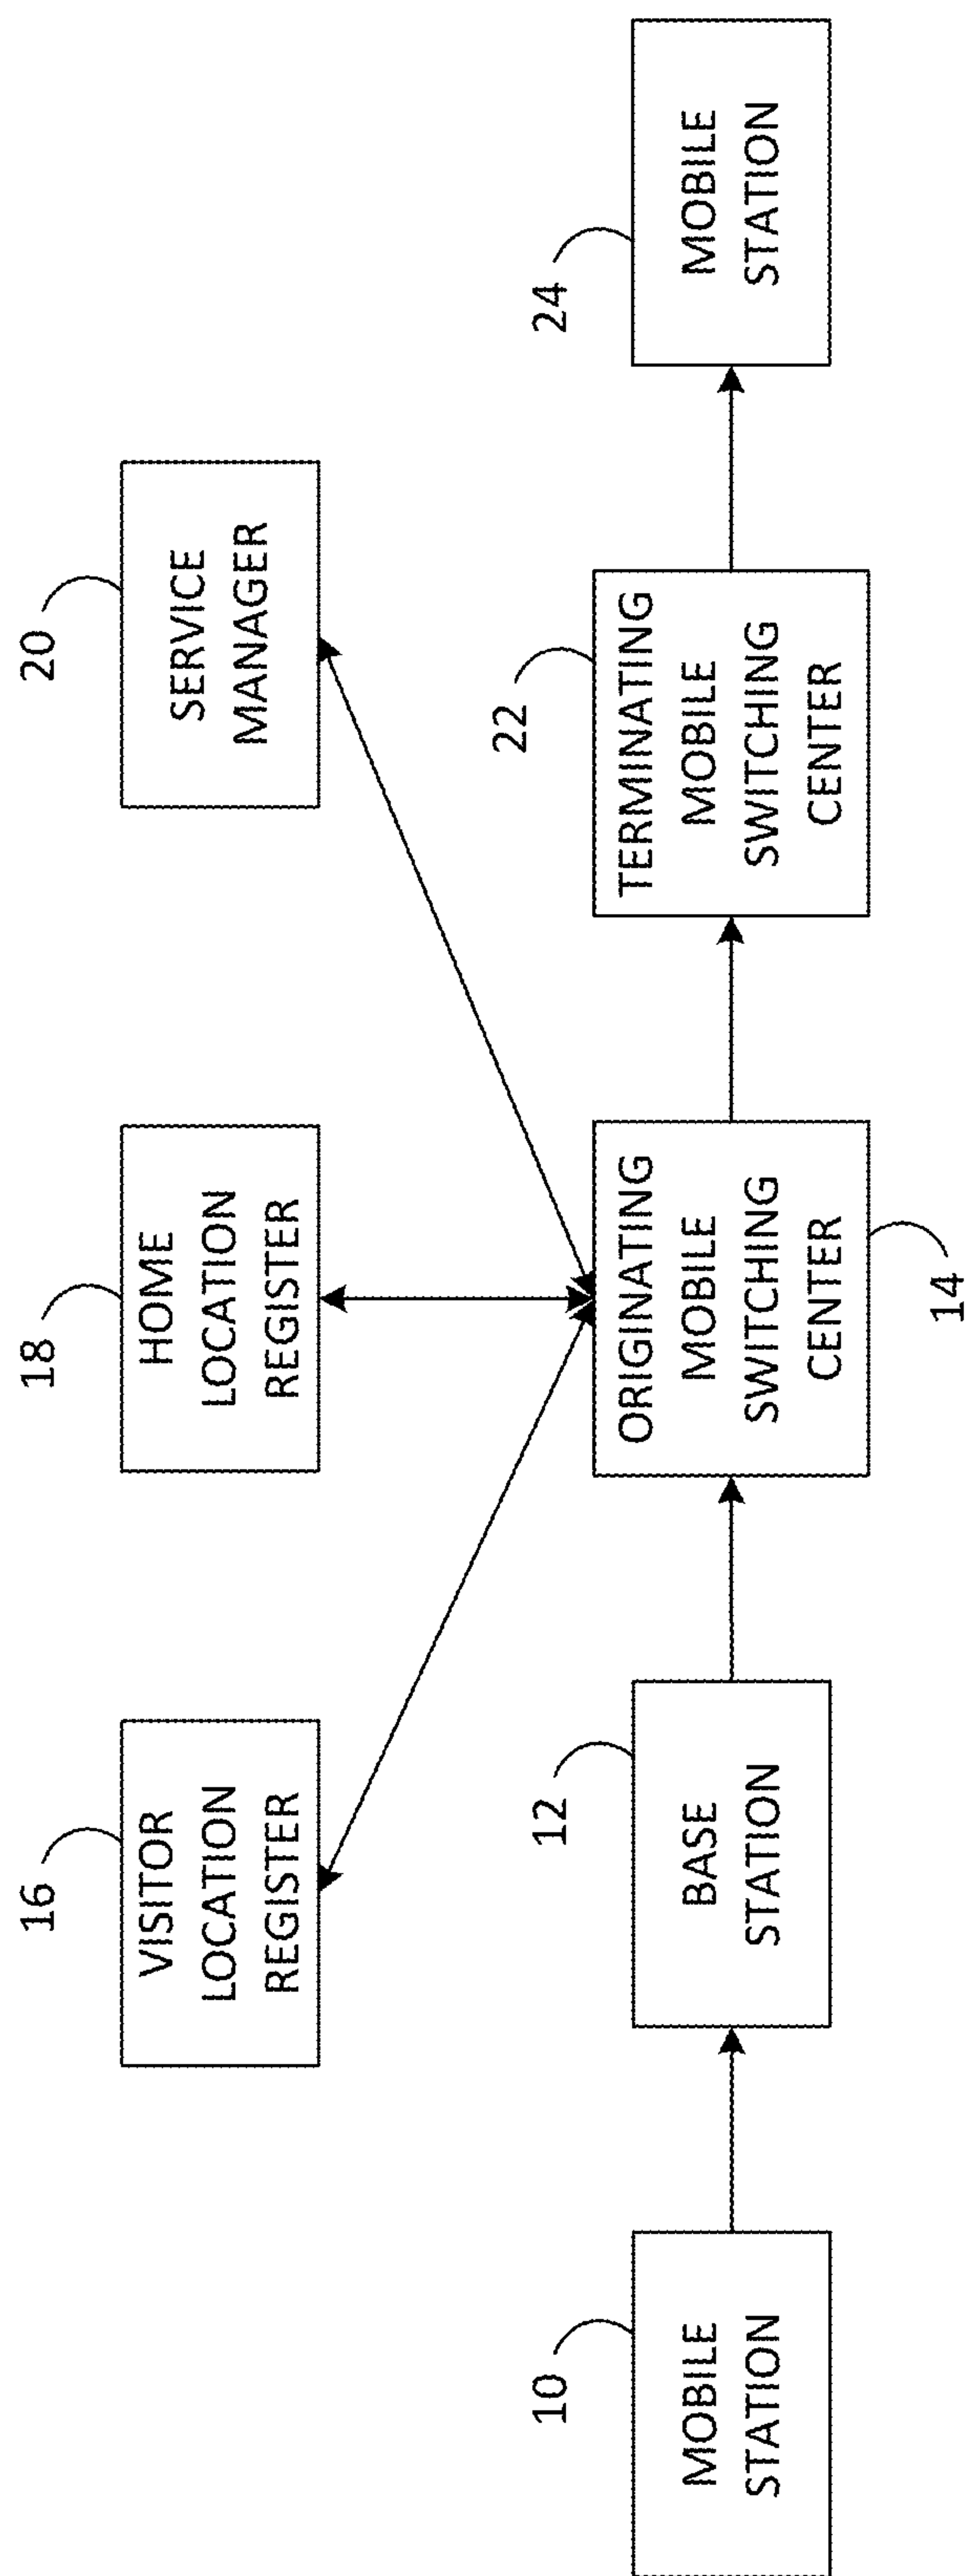 16
VISITOR
LOCATION
REGISTER
18
HOME
LOCATION
REGISTER
20
SERVICE
MANAGER
10
MOBILE
STATION
12
BASE
STATION
ORIGINATING
MOBILE
SWITCHING
CENTER
14
22
TERMINATING
MOBILE
SWITCHING
CENTER
24
MOBILE
STATION